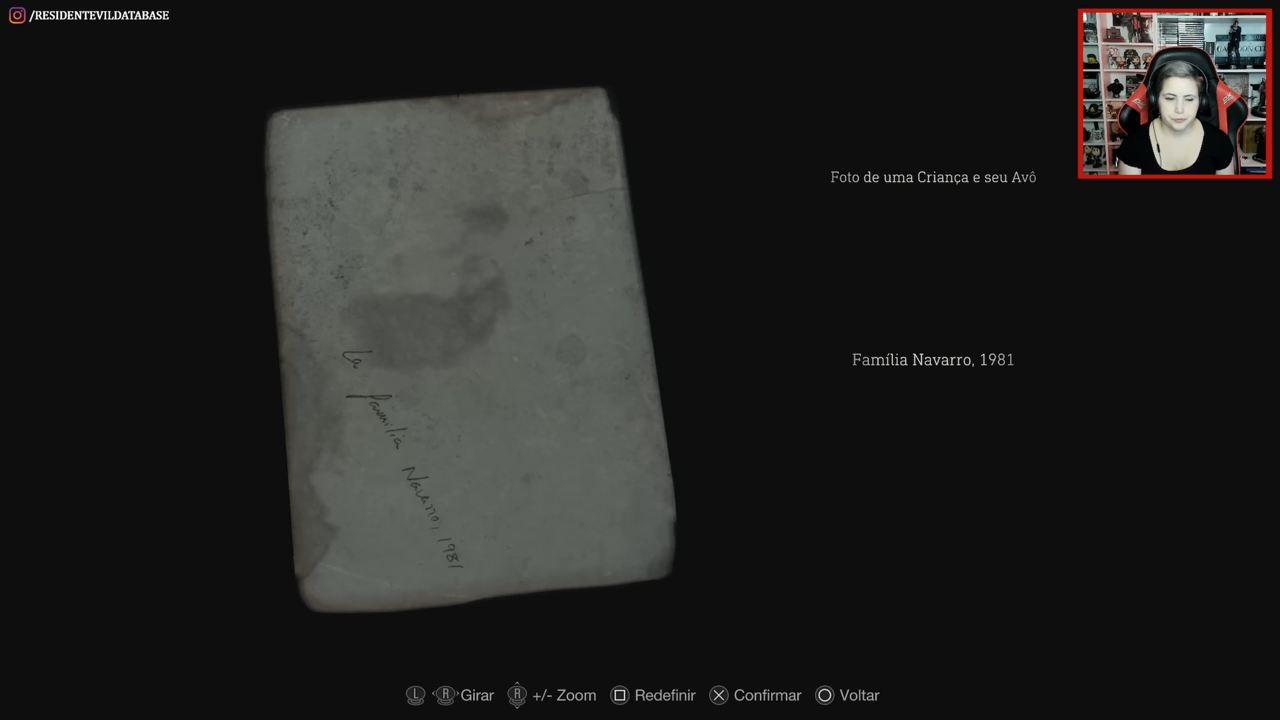 /RESIDENTEVILDATABASE
Foto de uma Criança e seu Avô
La familia Navarro, 1981
Família Navarro, 1981
L R Girar R +/- Zoom Redefinir Confirmar Voltar